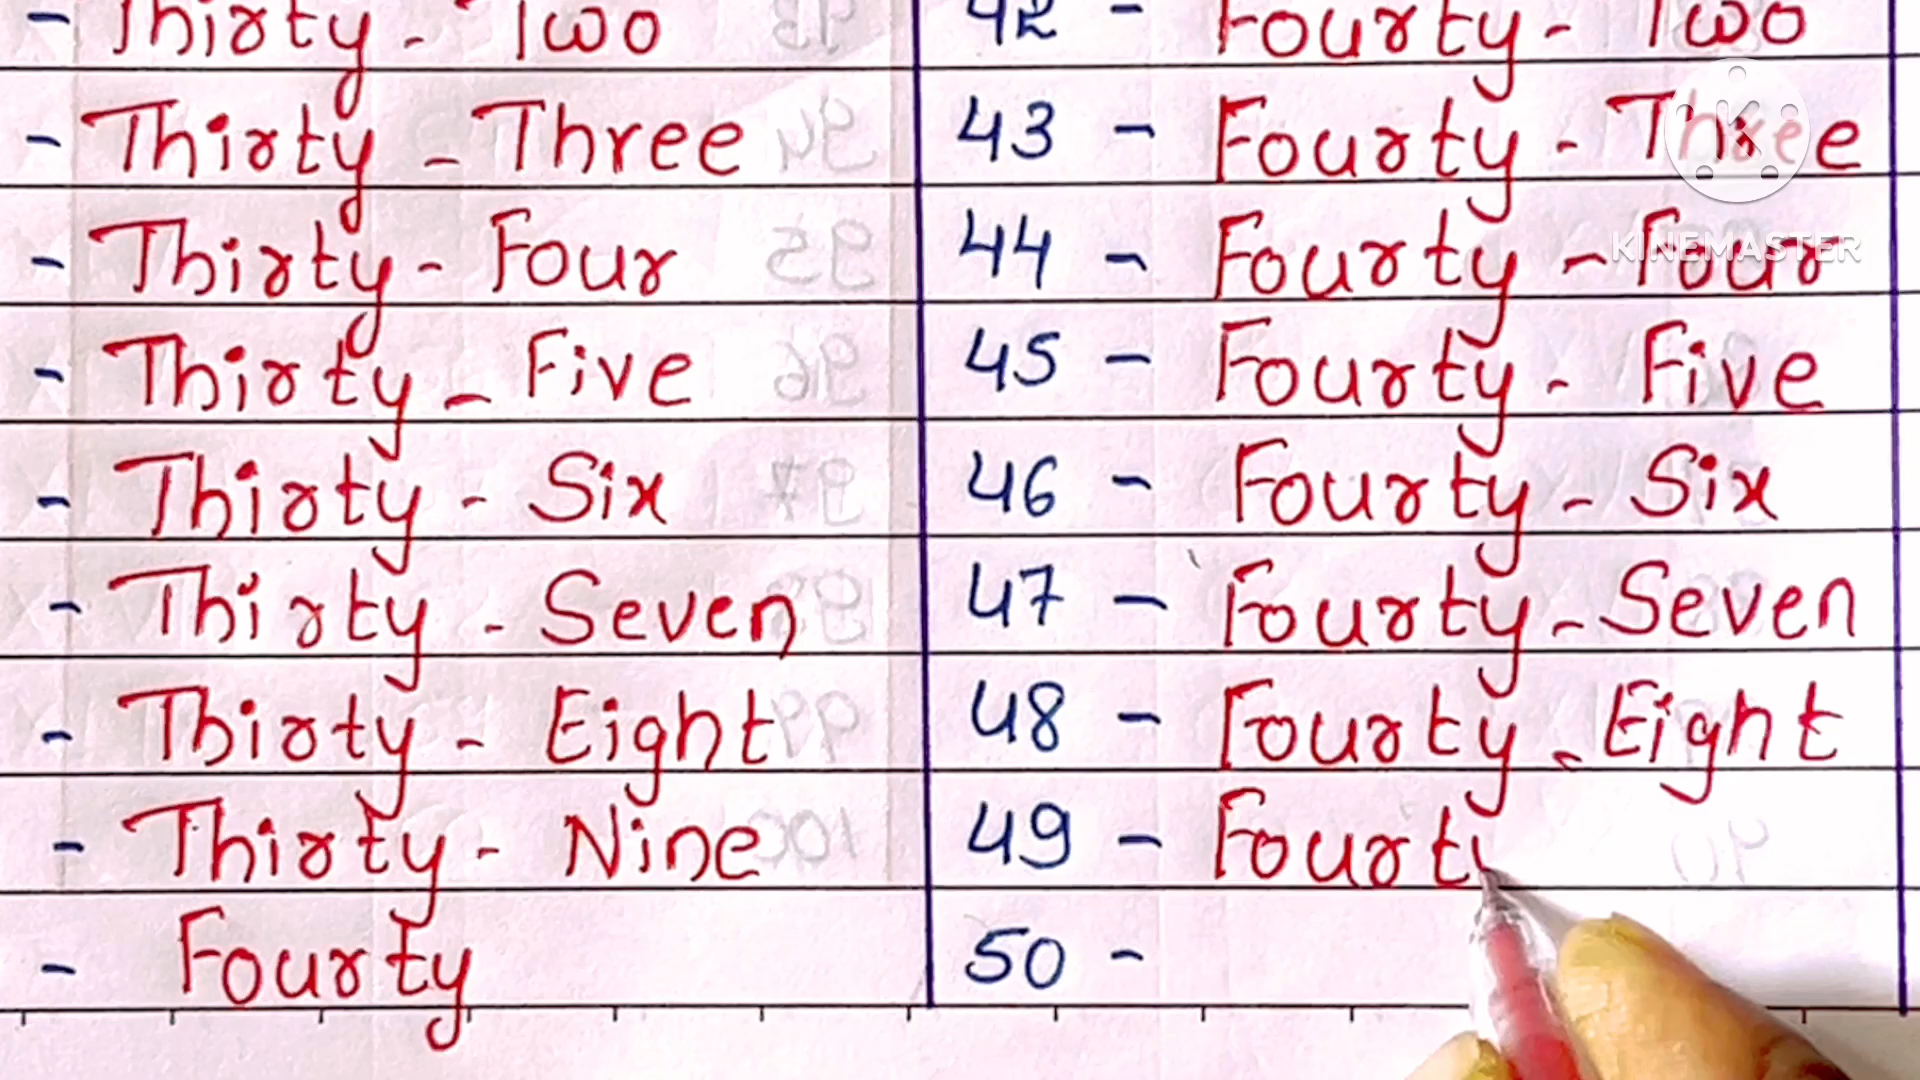 - Thirty - Two
- Thirty - Three
- Thirty - Four
- Thirty - Five
- Thirty - Six
- Thirty - Seven
- Thirty - Eight
- Thirty - Nine
- Fourty
42 - Fourty - Two
43 - Fourty - Three
44 - Fourty - Four
45 - Fourty - Five
46 - Fourty - Six
47 - Fourty - Seven
48 - Fourty - Eight
49 - Fourty
50 -
KINEMASTER